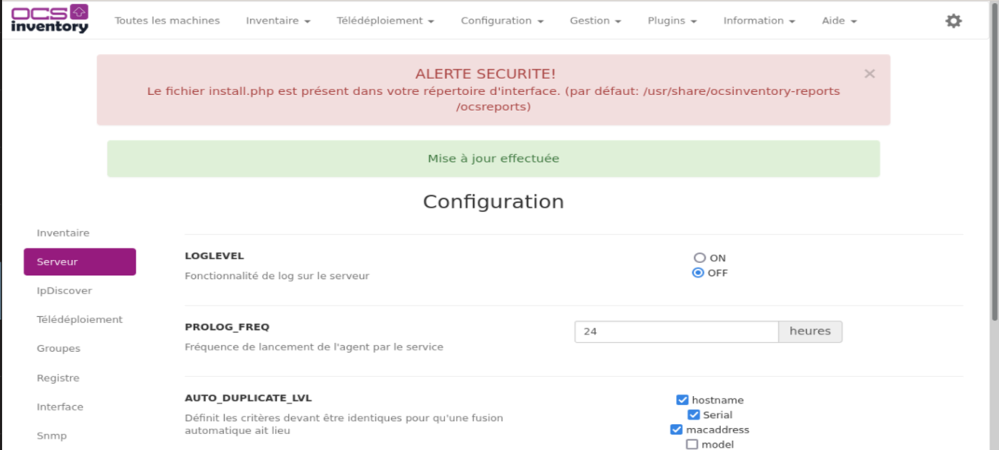 OCS
inventory
Toutes les machines Inventaire Télédéploiement Configuration Gestion Plugins Information Aide
ALERTE SECURITE! ×
Le fichier install.php est présent dans votre répertoire d'interface. (par défaut: /usr/share/ocsinventory-reports
/ocsreports)
Mise à jour effectuée
Configuration
Inventaire
Serveur
IpDiscover
Télédéploiement
Groupes
Registre
Interface
Snmp
LOGLEVEL
Fonctionnalité de log sur le serveur
ON
OFF
PROLOG_FREQ
Fréquence de lancement de l'agent par le service
24 heures
AUTO_DUPLICATE_LVL
Définit les critères devant être identiques pour qu'une fusion
automatique ait lieu
hostname
Serial
macaddress
model